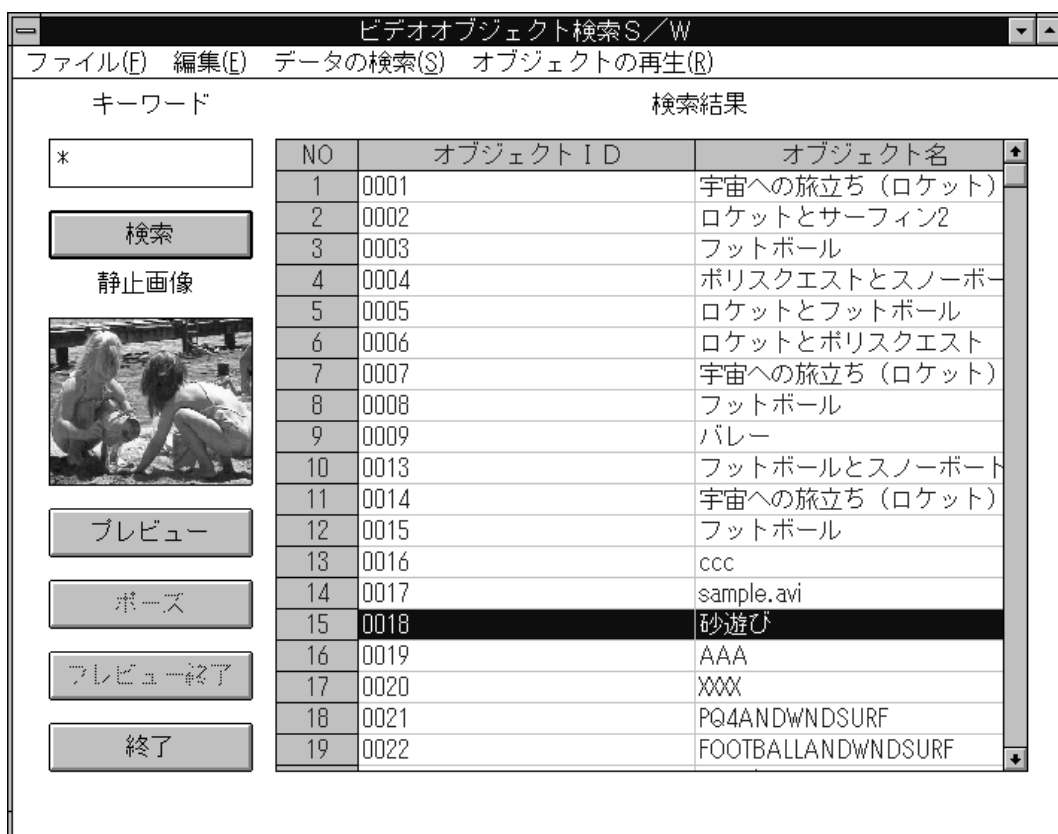 ビデオオブジェクト検索S/W
ファイル(F) 編集(E) データの検索(S) オブジェクトの再生(R)
キーワード
検索結果
*
検索
静止画像
プレビュー
ポーズ
プレビュー終了
終了
NO オブジェクトID オブジェクト名
1 0001 宇宙への旅立ち(ロケット)
2 0002 ロケットとサーフィン2
3 0003 フットボール
4 0004 ポリスクエストとスノーボー
5 0005 ロケットとフットボール
6 0006 ロケットとポリスクエスト
7 0007 宇宙への旅立ち(ロケット)
8 0008 フットボール
9 0009 バレー
10 0013 フットボールとスノーボート
11 0014 宇宙への旅立ち(ロケット)
12 0015 フットボール
13 0016 ccc
14 0017 sample.avi
15 0018 砂遊び
16 0019 AAA
17 0020 XXXX
18 0021 PQ4ANDWNDSURF
19 0022 FOOTBALLANDWNDSURF